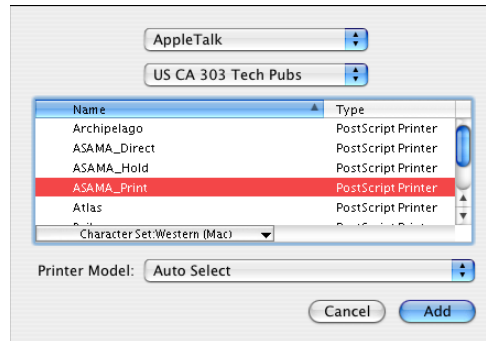 AppleTalk
US CA 303 Tech Pubs
Name Type
Archipelago PostScript Printer
ASAMA_Direct PostScript Printer
ASAMA_Hold PostScript Printer
ASAMA_Print PostScript Printer
Atlas PostScript Printer
Character Set:Western (Mac)
Printer Model: Auto Select
Cancel Add